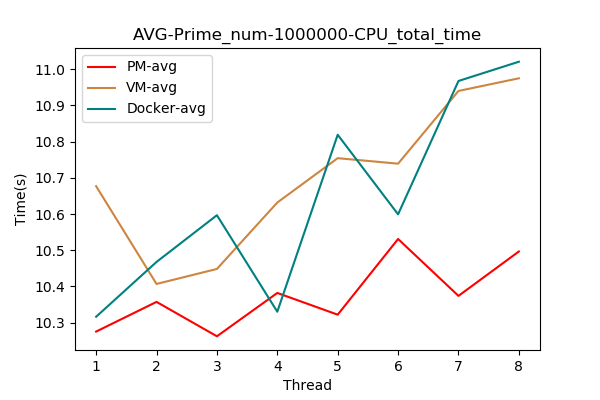 AVG-Prime_num-1000000-CPU_total_time
PM-avg
VM-avg
Docker-avg
11.0
10.9
10.8
10.7
10.6
10.5
10.4
10.3
Time(s)
1 2 3 4 5 6 7 8
Thread